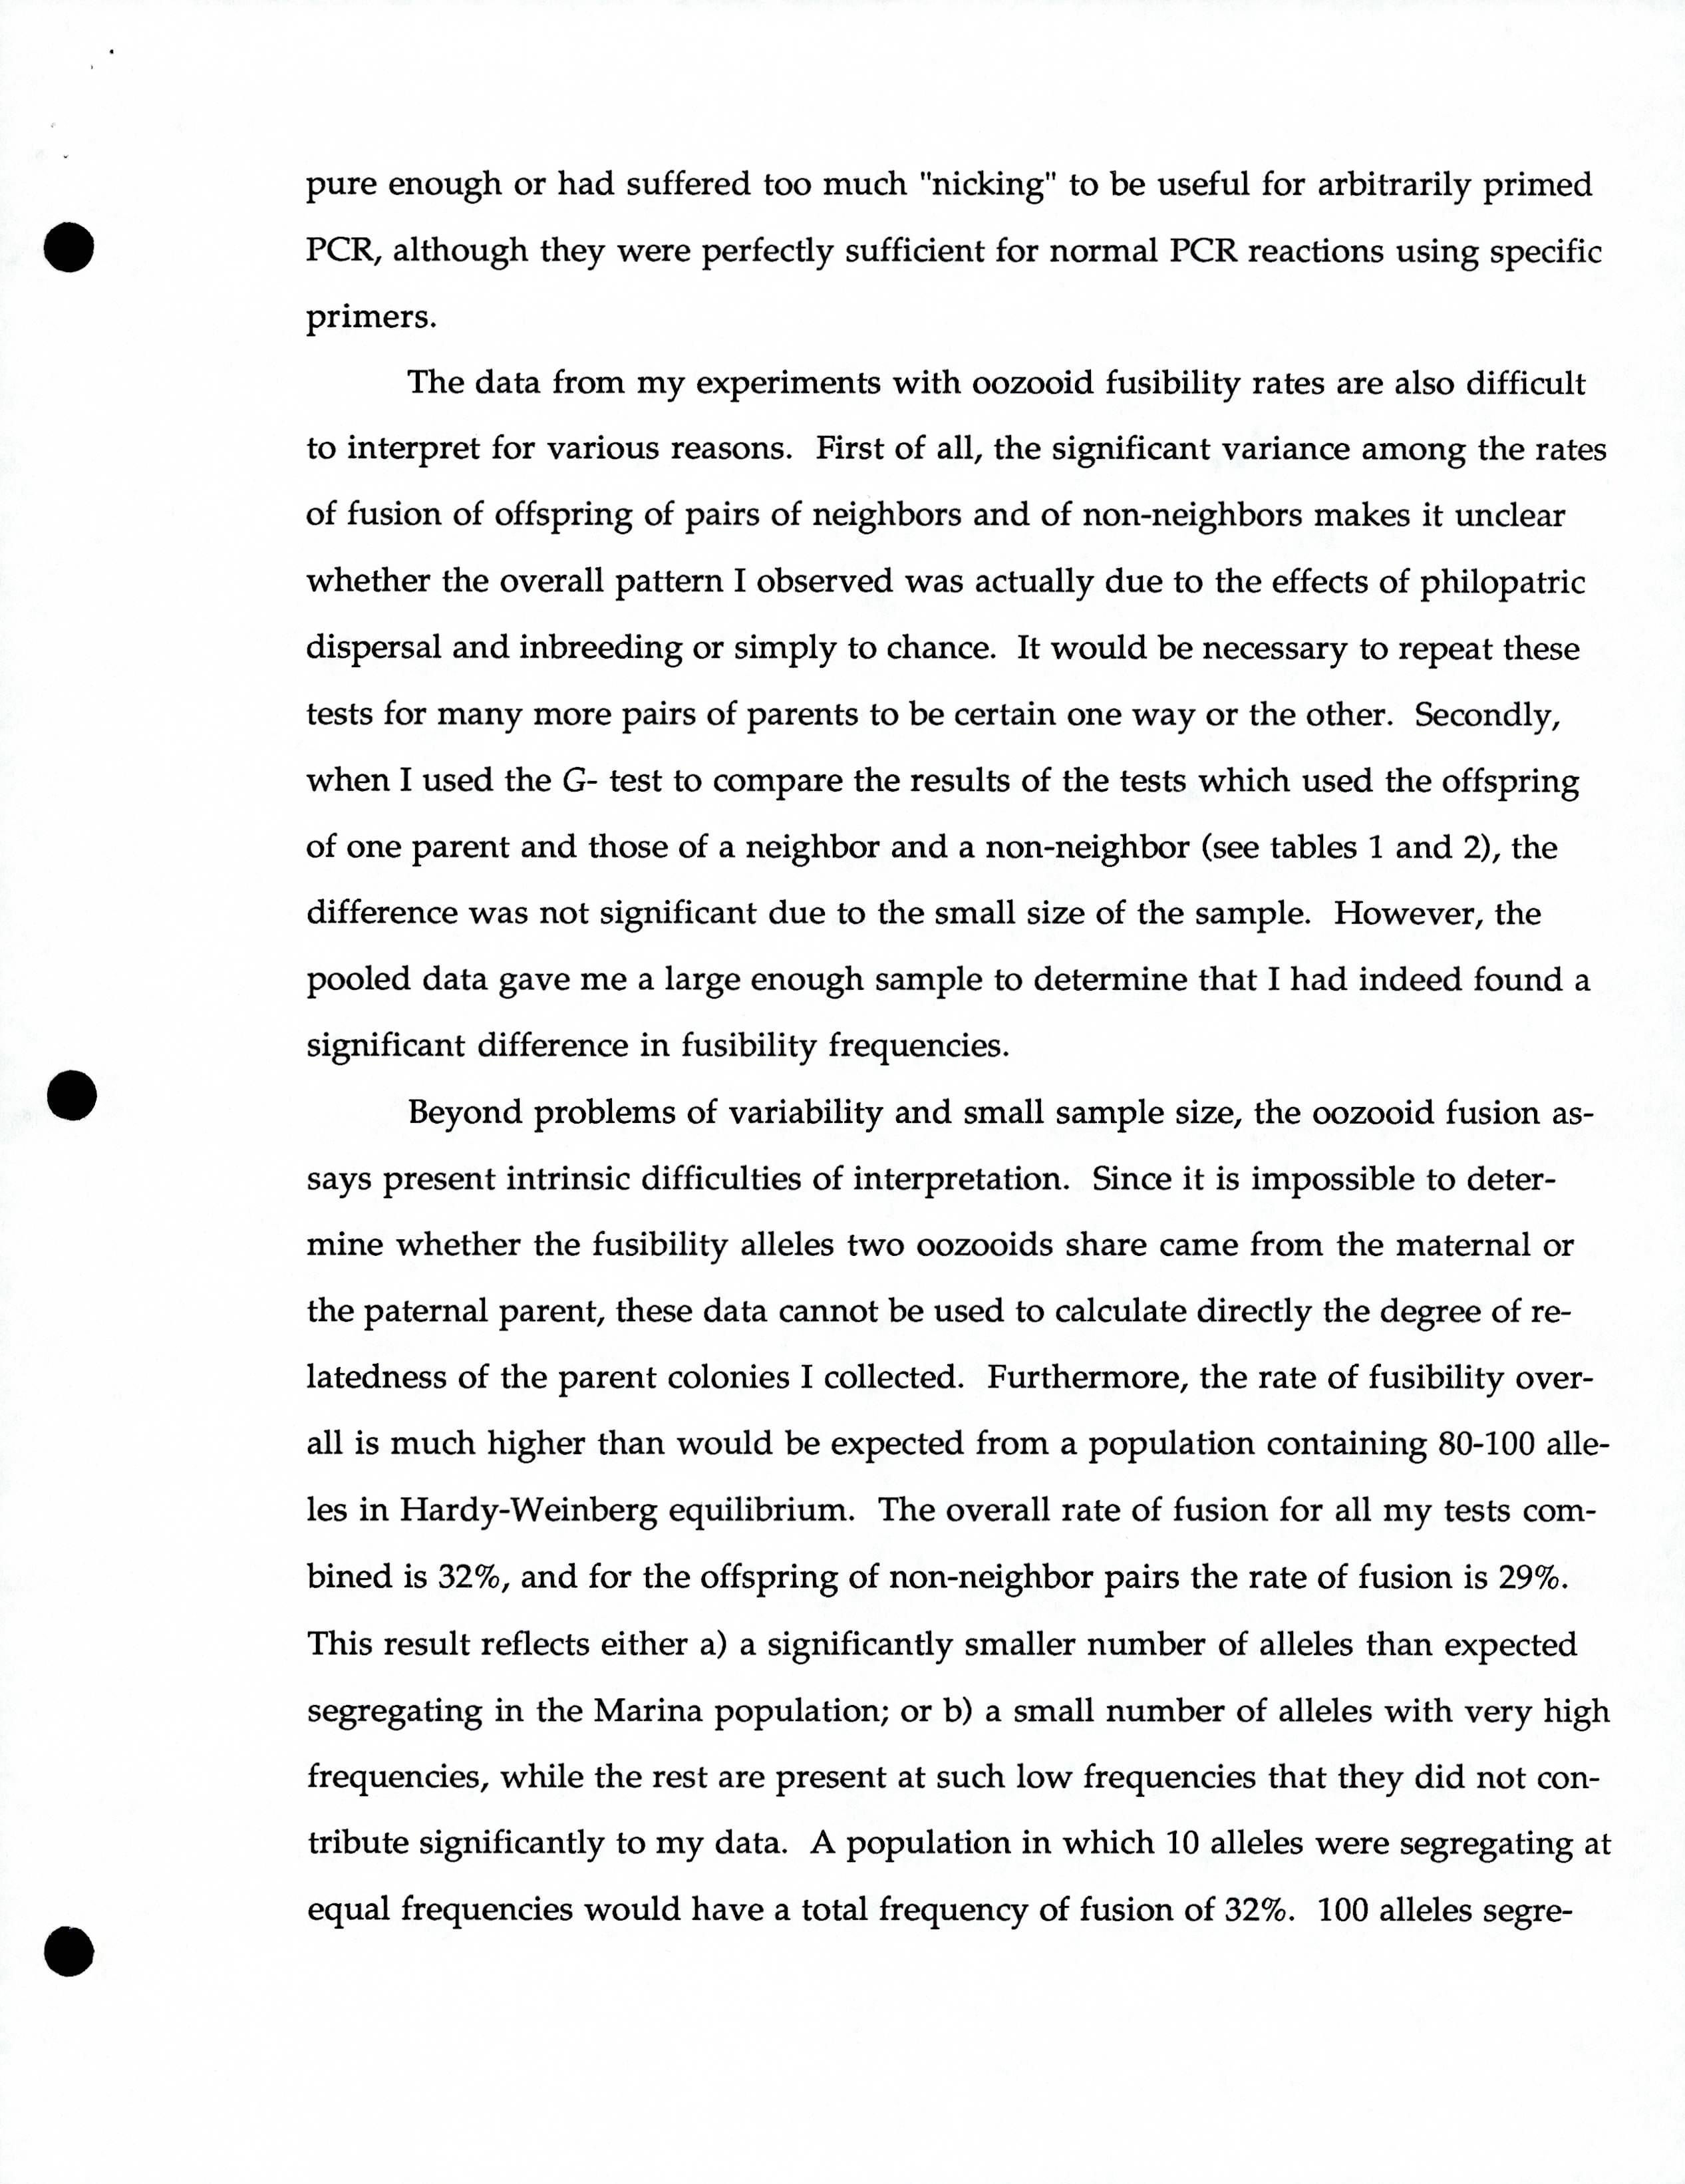 pure enough or had suffered too much "nicking" to be useful for arbitrarily primed
PCR, although they were perfectly sufficient for normal PCR reactions using specific
primers.
The data from my experiments with oozooid fusibility rates are also difficult
to interpret for various reasons. First of all, the significant variance among the rates
of fusion of offspring of pairs of neighbors and of non-neighbors makes it unclear
whether the overall pattern I observed was actually due to the effects of philopatric
dispersal and inbreeding or simply to chance. It would be necessary to repeat these
tests for many more pairs of parents to be certain one way or the other. Secondly,
when I used the G- test to compare the results of the tests which used the offspring
of one parent and those of a neighbor and a non-neighbor (see tables 1 and 2), the
difference was not significant due to the small size of the sample. However, the
pooled data gave me a large enough sample to determine that I had indeed found a
significant difference in fusibility frequencies.
Beyond problems of variability and small sample size, the oozooid fusion as-
says present intrinsic difficulties of interpretation. Since it is impossible to deter-
mine whether the fusibility alleles two oozooids share came from the maternal or
the paternal parent, these data cannot be used to calculate directly the degree of re-
latedness of the parent colonies I collected. Furthermore, the rate of fusibility over-
all is much higher than would be expected from a population containing 80-100 alle-
les in Hardy-Weinberg equilibrium. The overall rate of fusion for all my tests com-
bined is 32%, and for the offspring of non-neighbor pairs the rate of fusion is 29%.
This result reflects either a) a significantly smaller number of alleles than expected
segregating in the Marina population; or b) a small number of alleles with very high
frequencies, while the rest are present at such low frequencies that they did not con-
tribute significantly to my data. A population in which 10 alleles were segregating at
equal frequencies would have a total frequency of fusion of 32%. 100 alleles segre-